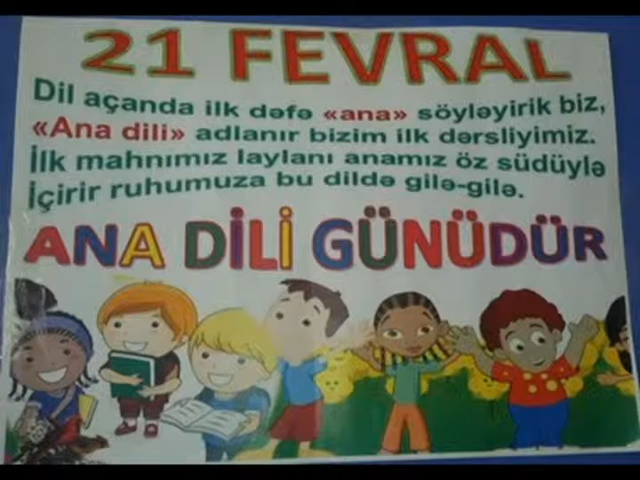 21 FEVRAL
Dil açanda ilk dəfə «ana» söyləyirik biz,
«Ana dili» adlanır bizim ilk dərsliyimiz.
İlk mahnımız laylanı anamız öz südüylə
İçirir ruhumuza bu dildə gilə-gilə.
ANA DİLİ GÜNÜDÜR